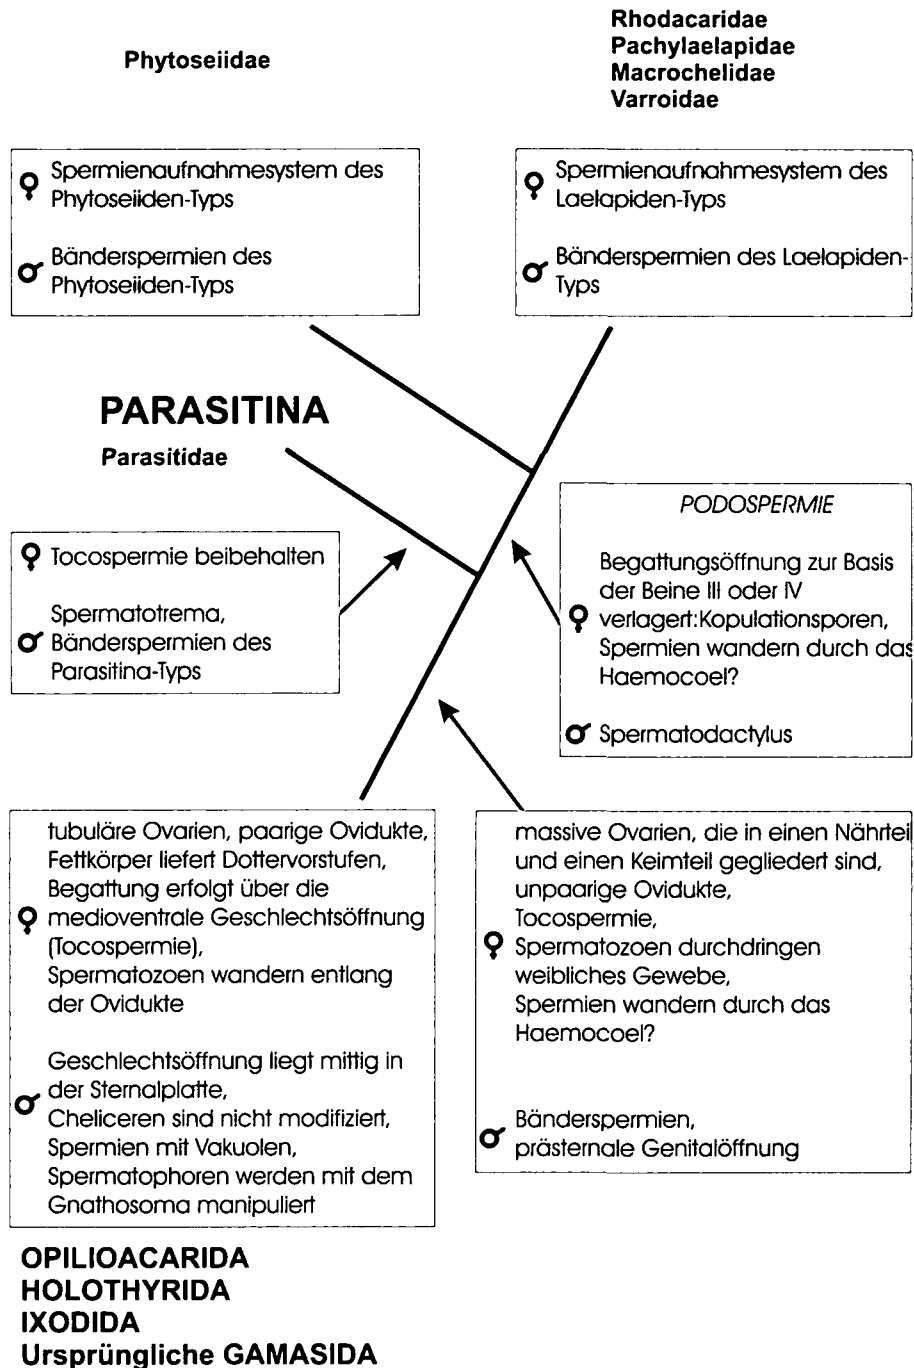 Phytoseiidae
Rhodacaridae
Pachylaelapidae
Macrochelidae
Varroidae
♀ Spermienaufnahmesystem des
Phytoseiiden-Typs
♂ Bänderspermien des
Phytoseiiden-Typs
♀ Spermienaufnahmesystem des
Laelapiden-Typs
♂ Bänderspermien des Laelapiden-
Typs
PARASITINA
Parasitidae
♀ Tocospermie beibehalten
Spermatotrema,
♂ Bänderspermien des
Parasitina-Typs
PODOSPERMIE
Begattungsöffnung zur Basis
der Beine III oder IV
♀ verlagert:Kopulationsporen,
Spermien wandern durch das
Haemocoel?
♂ Spermatodactylus
tubuläre Ovarien, paarige Ovidukte,
Fettkörper liefert Dottervorstufen,
Begattung erfolgt über die
♀ medioventrale Geschlechtsöffnung
(Tocospermie),
Spermatozoen wandern entlang
der Ovidukte
Geschlechtsöffnung liegt mittig in
♂ der Sternalplatte,
Cheliceren sind nicht modifiziert,
Spermien mit Vakuolen,
Spermatophoren werden mit dem
Gnathosoma manipuliert
massive Ovarien, die in einen Nährteil
und einen Keimteil gegliedert sind,
unpaarige Ovidukte,
Tocospermie,
♀ Spermatozoen durchdringen
weibliches Gewebe,
Spermien wandern durch das
Haemocoel?
♂ Bänderspermien,
prästernale Genitalöffnung
OPILIOACARIDA
HOLOTHYRIDA
IXODIDA
Ursprüngliche GAMASIDA